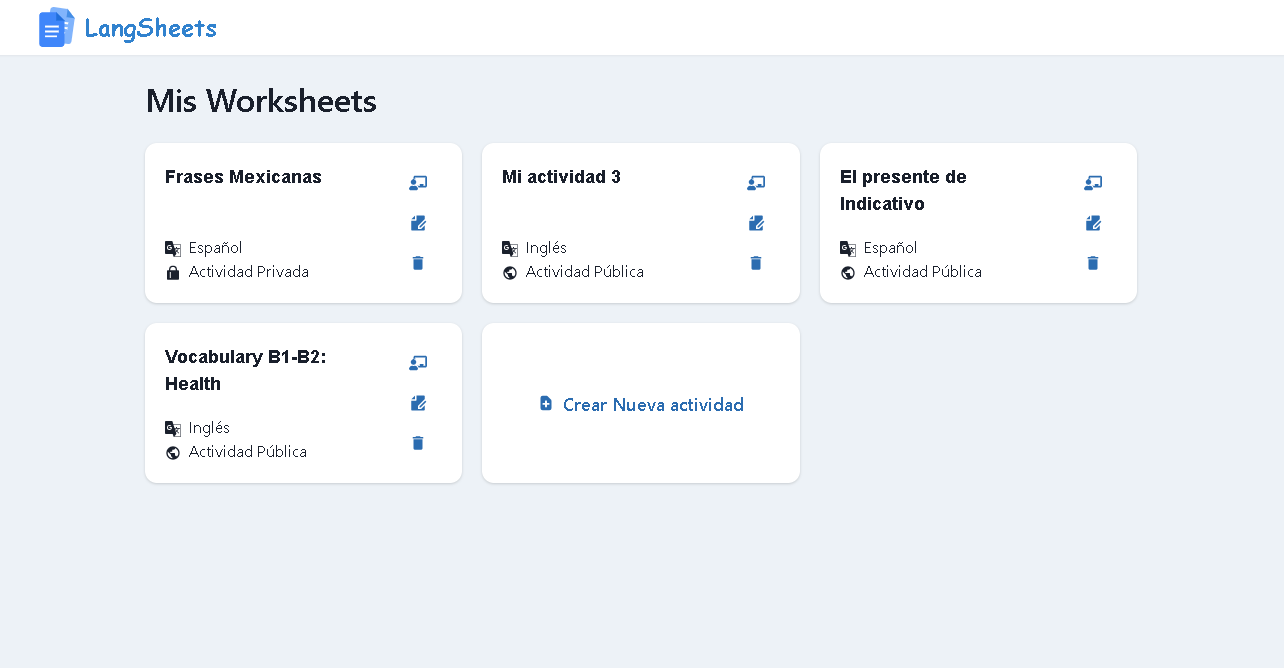 LangSheets
Mis Worksheets
Frases Mexicanas
Español
Actividad Privada
Mi actividad 3
Inglés
Actividad Pública
El presente de
Indicativo
Español
Actividad Pública
Vocabulary B1-B2:
Health
Inglés
Actividad Pública
Crear Nueva actividad